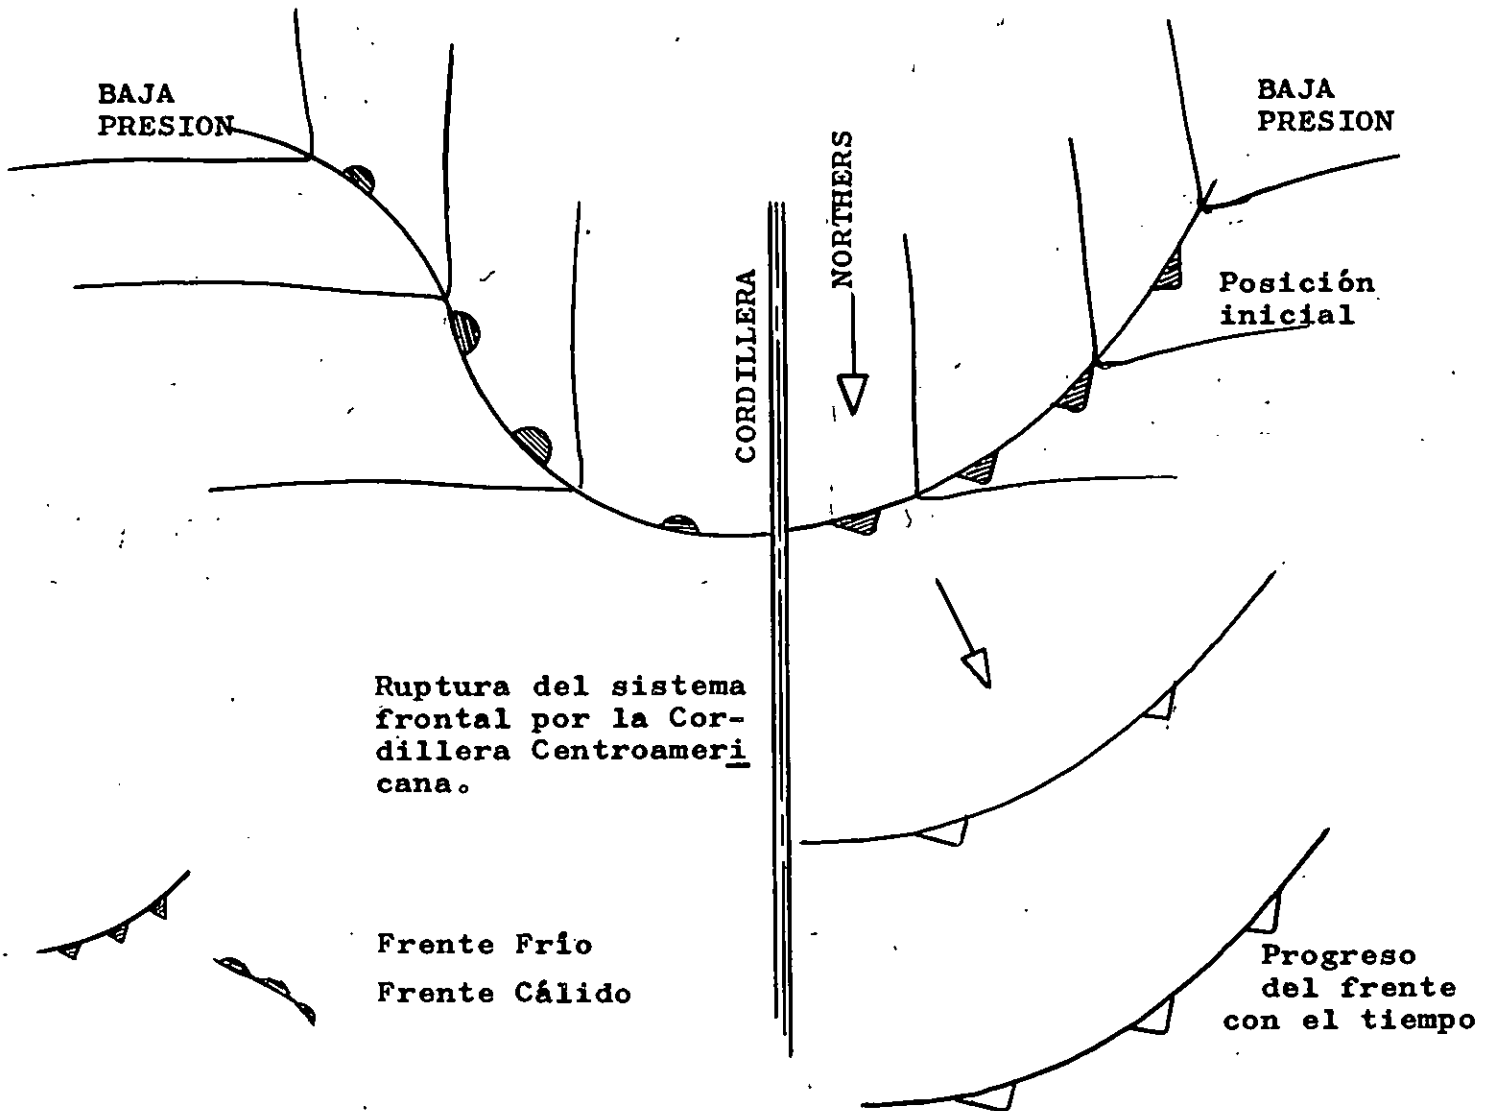 BAJA
PRESION
BAJA
PRESION
NORTHERS
CORDILLERA
Posición
inicial
Ruptura del sistema
frontal por la Cor-
dillera Centroameri
cana.
Frente Frío
Frente Cálido
Progreso
del frente
con el tiempo